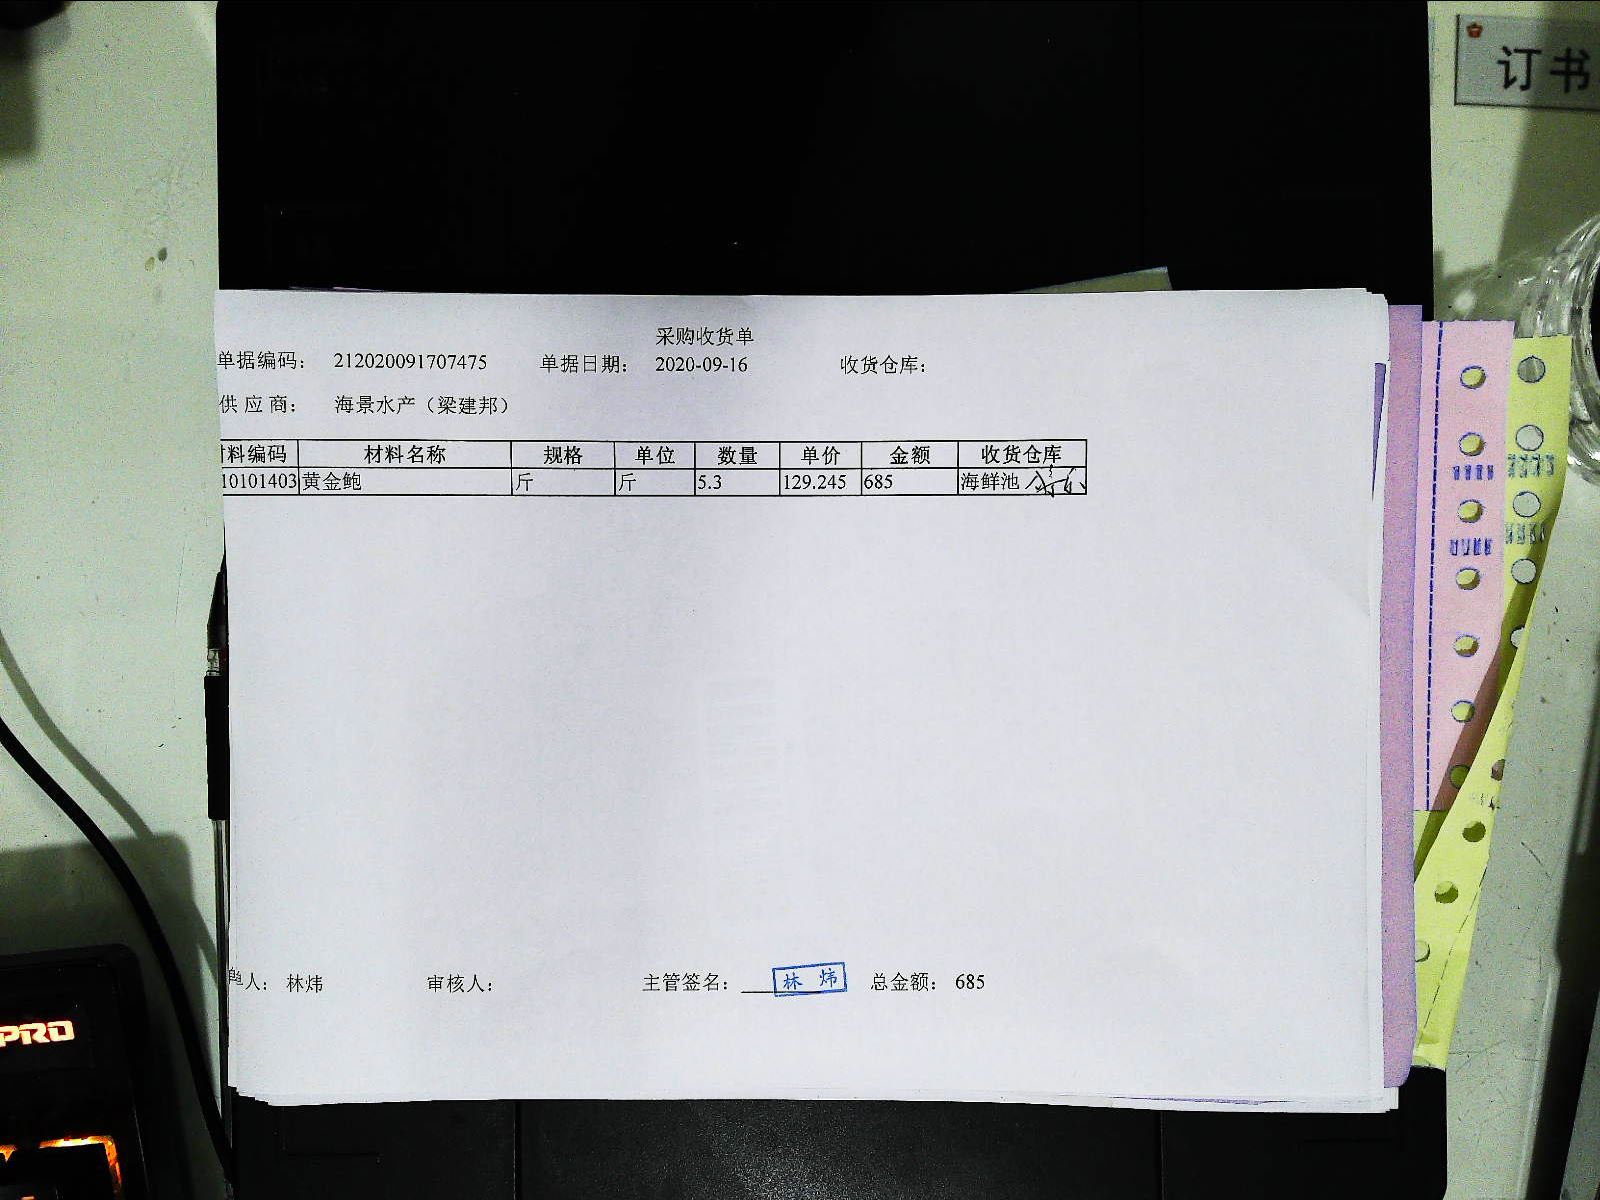 订书
采购收货单
单据编码： 212020091707475 单据日期： 2020-09-16 收货仓库：
供应商： 海景水产（梁建邦）
料编码 材料名称 规格 单位 数量 单价 金额 收货仓库
10101403 黄金鲍 斤 斤 5.3 129.245 685 海鲜池
单人： 林炜 审核人： 主管签名： 林炜 总金额： 685
PRO